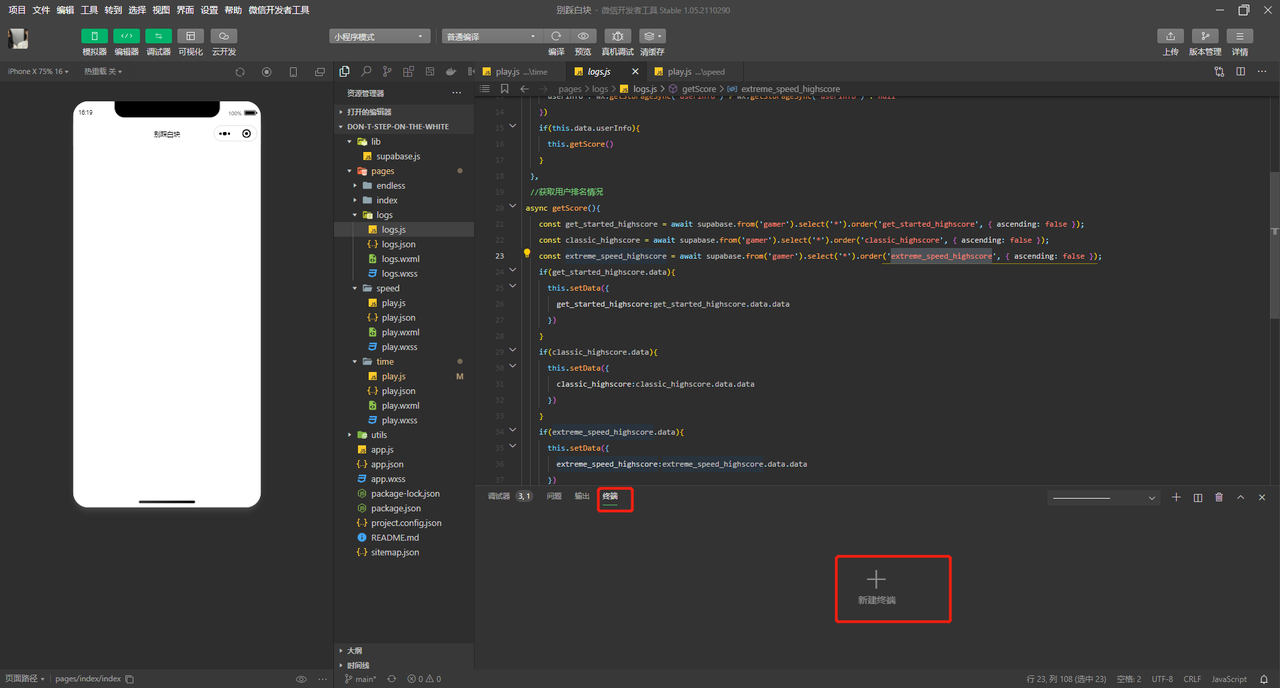 项目 文件 编辑 工具 转到 选择 视图 界面 设置 帮助 微信开发者工具
别踩白块 - 微信开发者工具 Stable 1.05.2110290
模拟器 编辑器 调试器 可视化 云开发
小程序模式
普通编译
编译 预览 真机调试 清缓存
上传 版本管理 详情
iPhone X 75% 16
热重载 关
16:19
100%
别踩白块
资源管理器
打开的编辑器
DON-T-STEP-ON-THE-WHITE
lib
supabase.js
pages
endless
index
logs
logs.js
logs.json
logs.wxml
logs.wxss
speed
play.js
play.json
play.wxml
play.wxss
time
play.js M
play.json
play.wxml
play.wxss
utils
app.js
app.json
app.wxss
package-lock.json
package.json
project.config.json
README.md
sitemap.json
大纲
时间线
play.js ...\time
logs.js
play.js ...\speed
pages > logs > logs.js > getScore > extreme_speed_highscore
userInfo : wx.getStorageSync('userInfo') ? wx.getStorageSync('userInfo') : null
14 })
15 if(this.data.userInfo){
16 this.getScore()
17 }
18 },
19 //获取用户排名情况
20 async getScore(){
21 const get_started_highscore = await supabase.from('gamer').select('*').order('get_started_highscore', { ascending: false });
22 const classic_highscore = await supabase.from('gamer').select('*').order('classic_highscore', { ascending: false });
23 const extreme_speed_highscore = await supabase.from('gamer').select('*').order('extreme_speed_highscore', { ascending: false });
24 if(get_started_highscore.data){
25 this.setData({
26 get_started_highscore:get_started_highscore.data.data
27 })
28 }
29 if(classic_highscore.data){
30 this.setData({
31 classic_highscore:classic_highscore.data.data
32 })
33 }
34 if(extreme_speed_highscore.data){
35 this.setData({
36 extreme_speed_highscore:extreme_speed_highscore.data.data
37 })
调试器 3, 1 问题 输出 终端
新建终端
页面路径 pages/index/index
main* 0 0
行 23, 列 108 (选中 23) 空格: 2 UTF-8 CRLF JavaScript